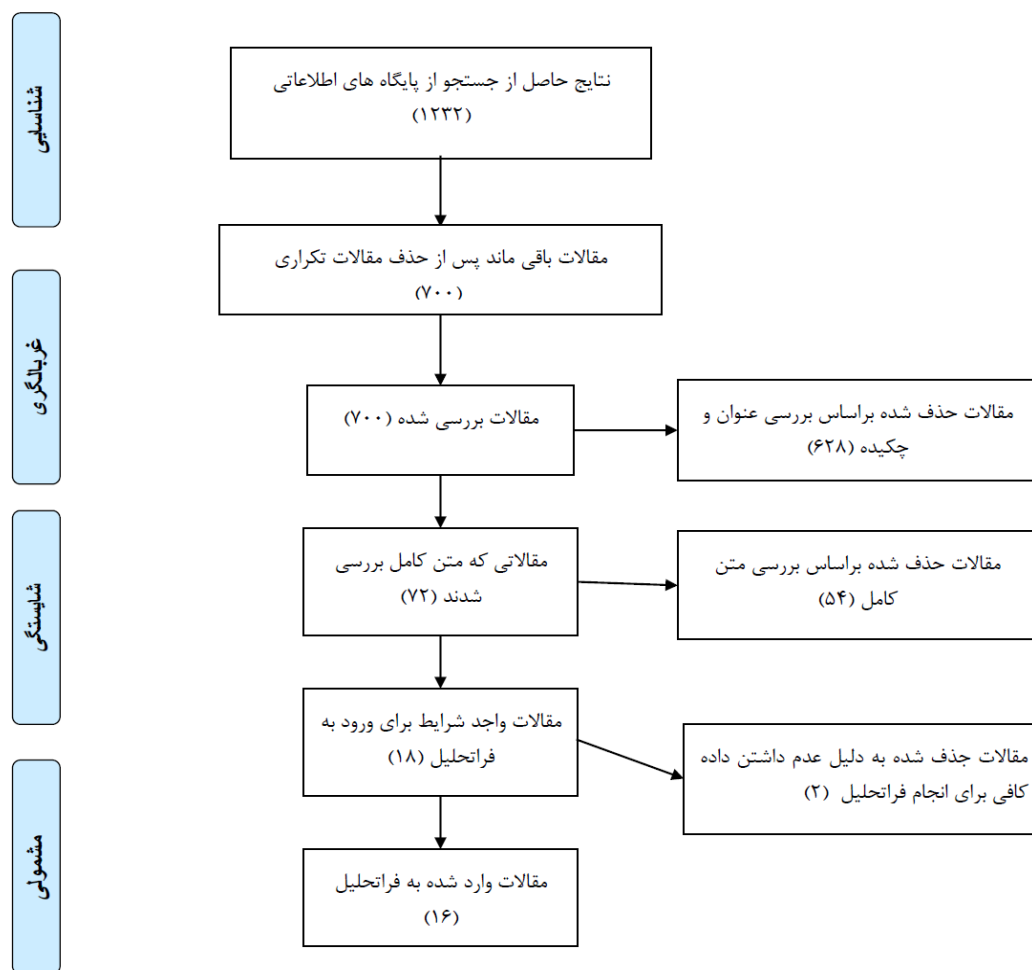 شناسایی
نتایج حاصل از جستجو از پایگاه های اطلاعاتی
(۱۲۳۲)
مقالات باقی ماند پس از حذف مقالات تکراری
(۷۰۰)
غربالگری
مقالات بررسی شده (۷۰۰)
مقالات حذف شده براساس بررسی عنوان و
چکیده (۶۲۸)
شایستگی
مقالاتی که متن کامل بررسی
شدند (۷۲)
مقالات حذف شده براساس بررسی متن
کامل (۵۴)
مقالات واجد شرایط برای ورود به
فراتحلیل (۱۸)
مقالات جذف شده به دلیل عدم داشتن داده
کافی برای انجام فراتحلیل (۲)
مشمولی
مقالات وارد شده به فراتحلیل
(۱۶)